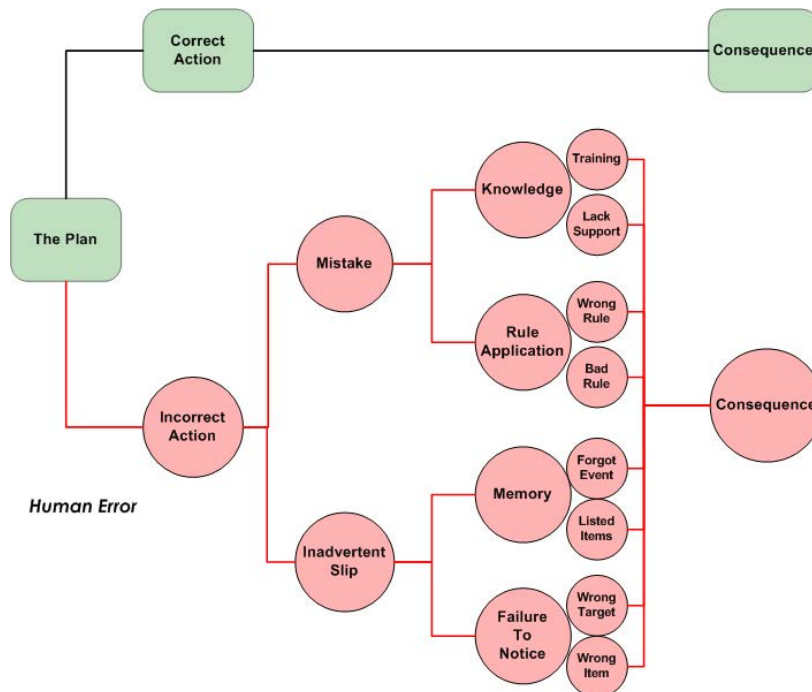 Correct
Action
Consequence
The Plan
Incorrect
Action
Human Error
Mistake
Inadvertent
Slip
Knowledge
Training
Lack
Support
Rule
Application
Wrong
Rule
Bad
Rule
Memory
Forgot
Event
Listed
Items
Failure
To
Notice
Wrong
Target
Wrong
Item
Consequence